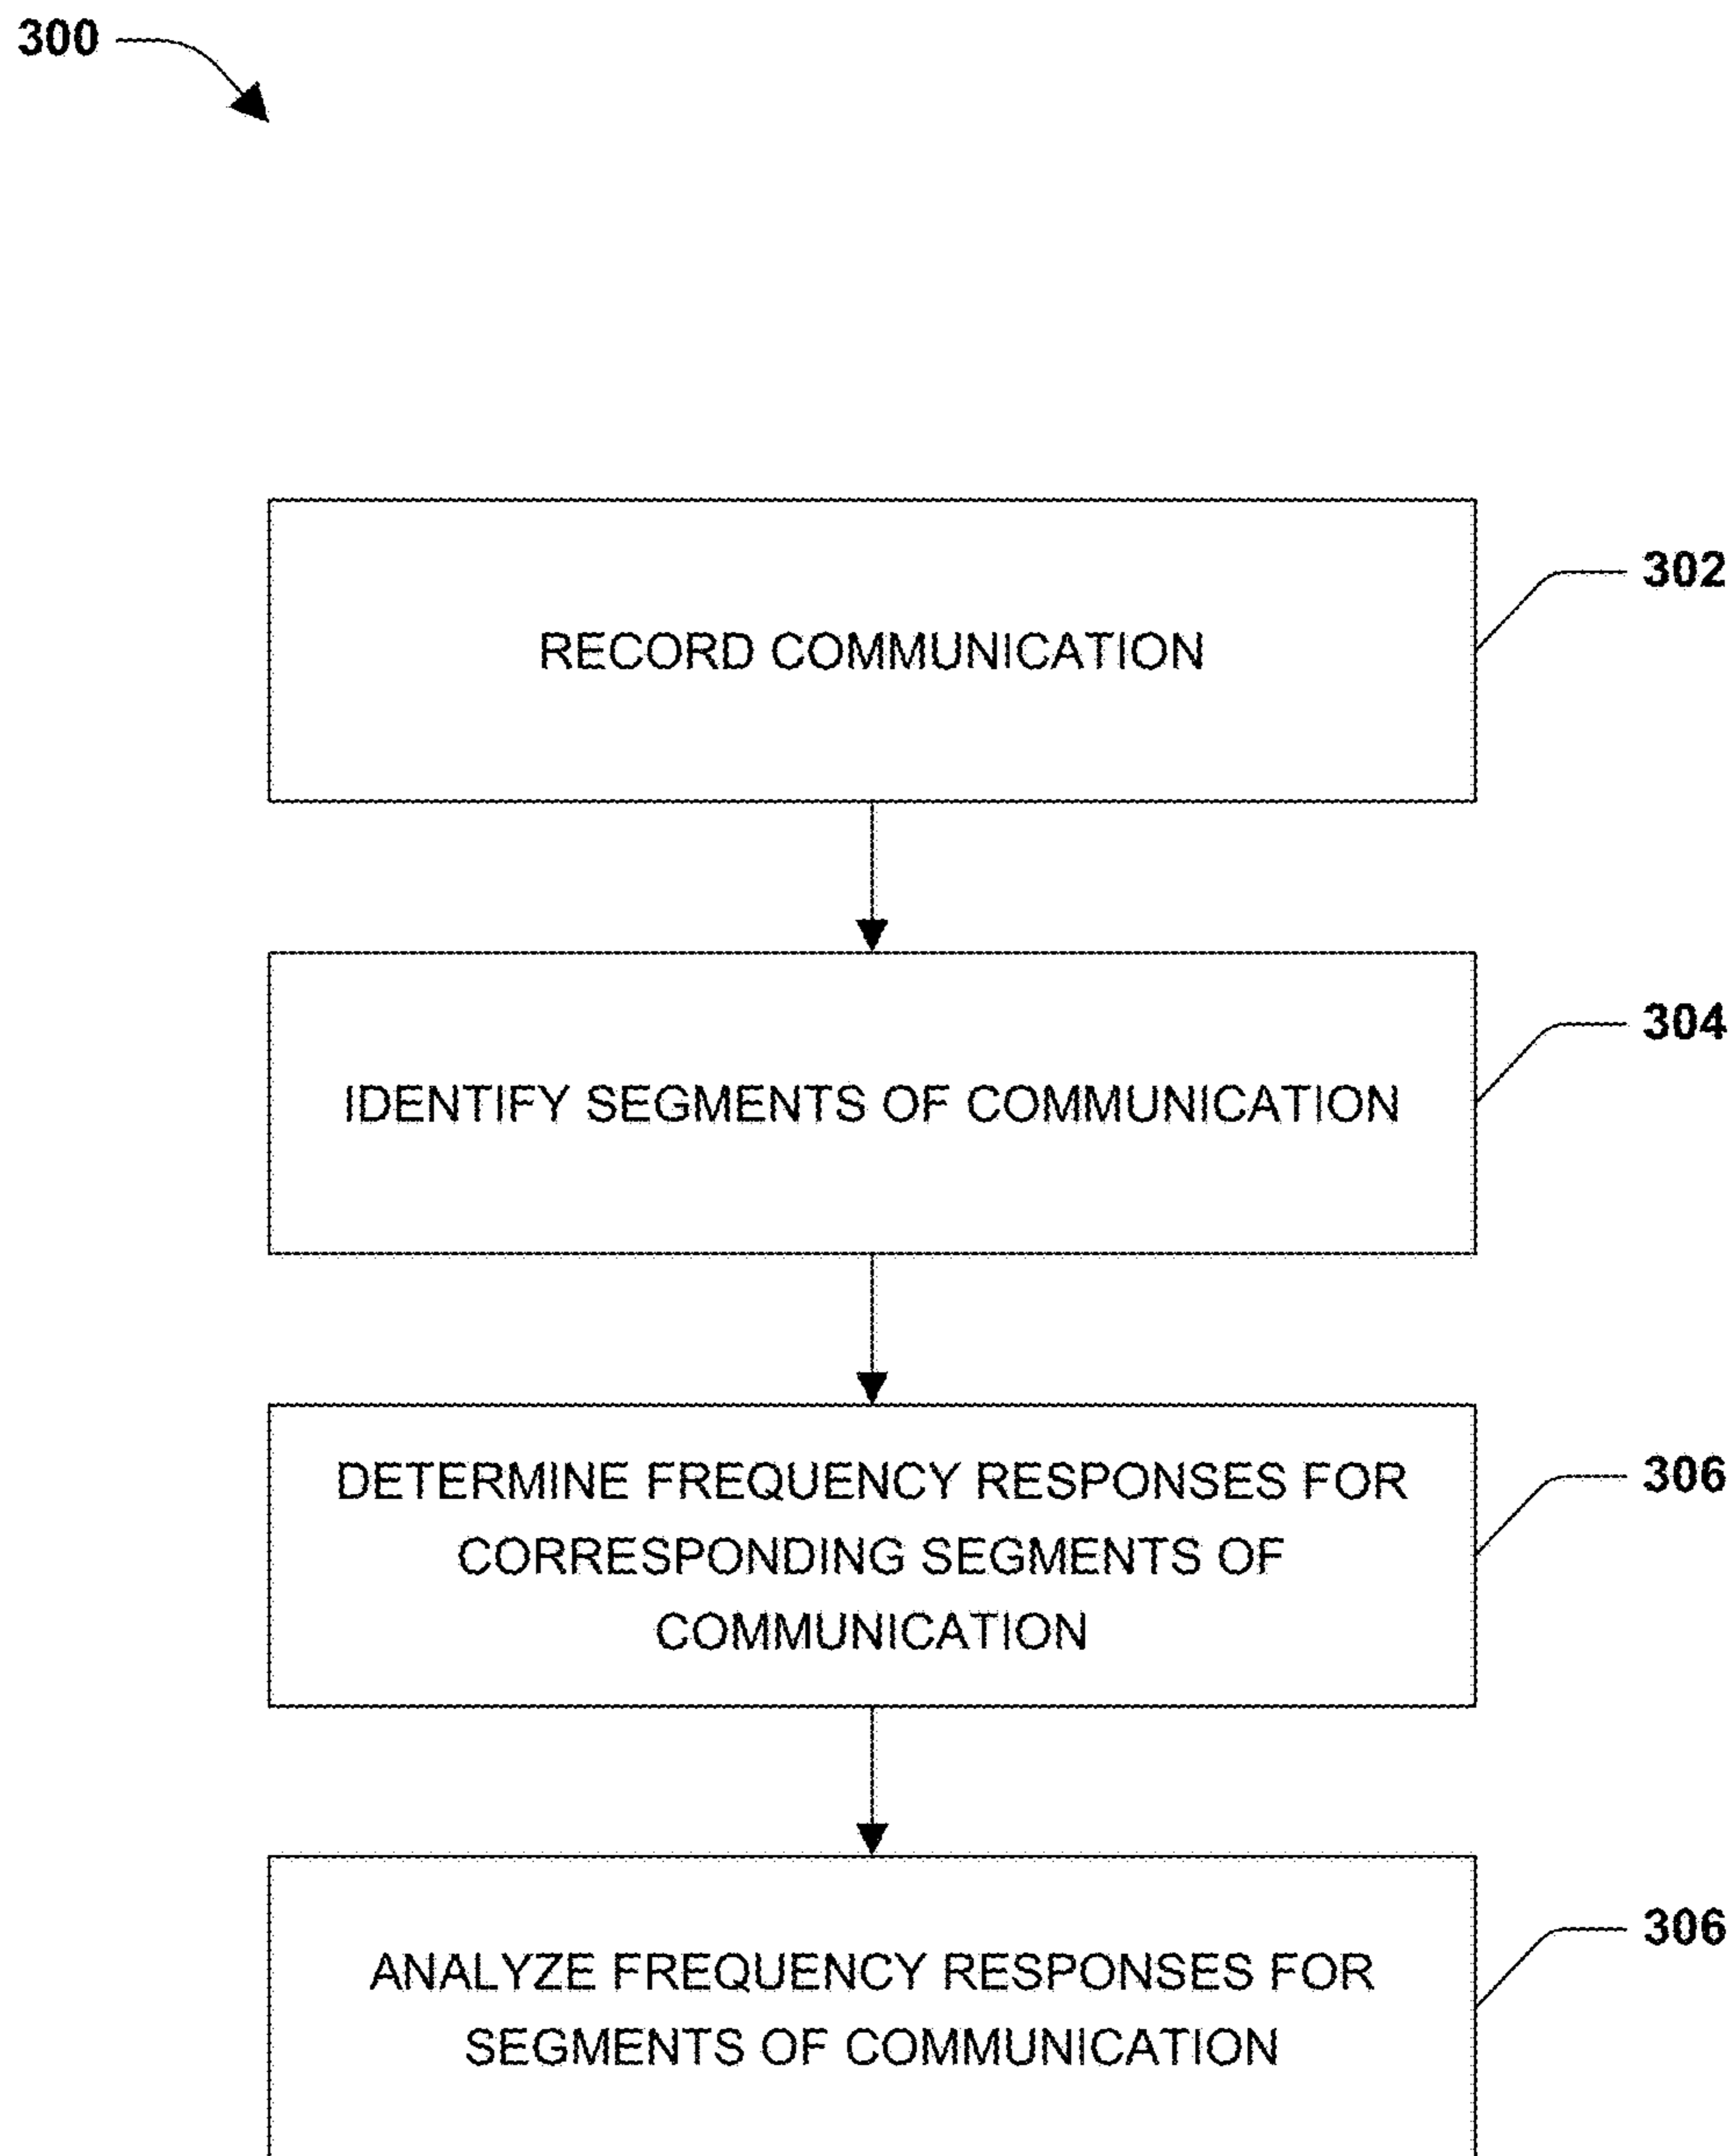 300
RECORD COMMUNICATION
302
IDENTIFY SEGMENTS OF COMMUNICATION
304
DETERMINE FREQUENCY RESPONSES FOR
CORRESPONDING SEGMENTS OF
COMMUNICATION
306
ANALYZE FREQUENCY RESPONSES FOR
SEGMENTS OF COMMUNICATION
306